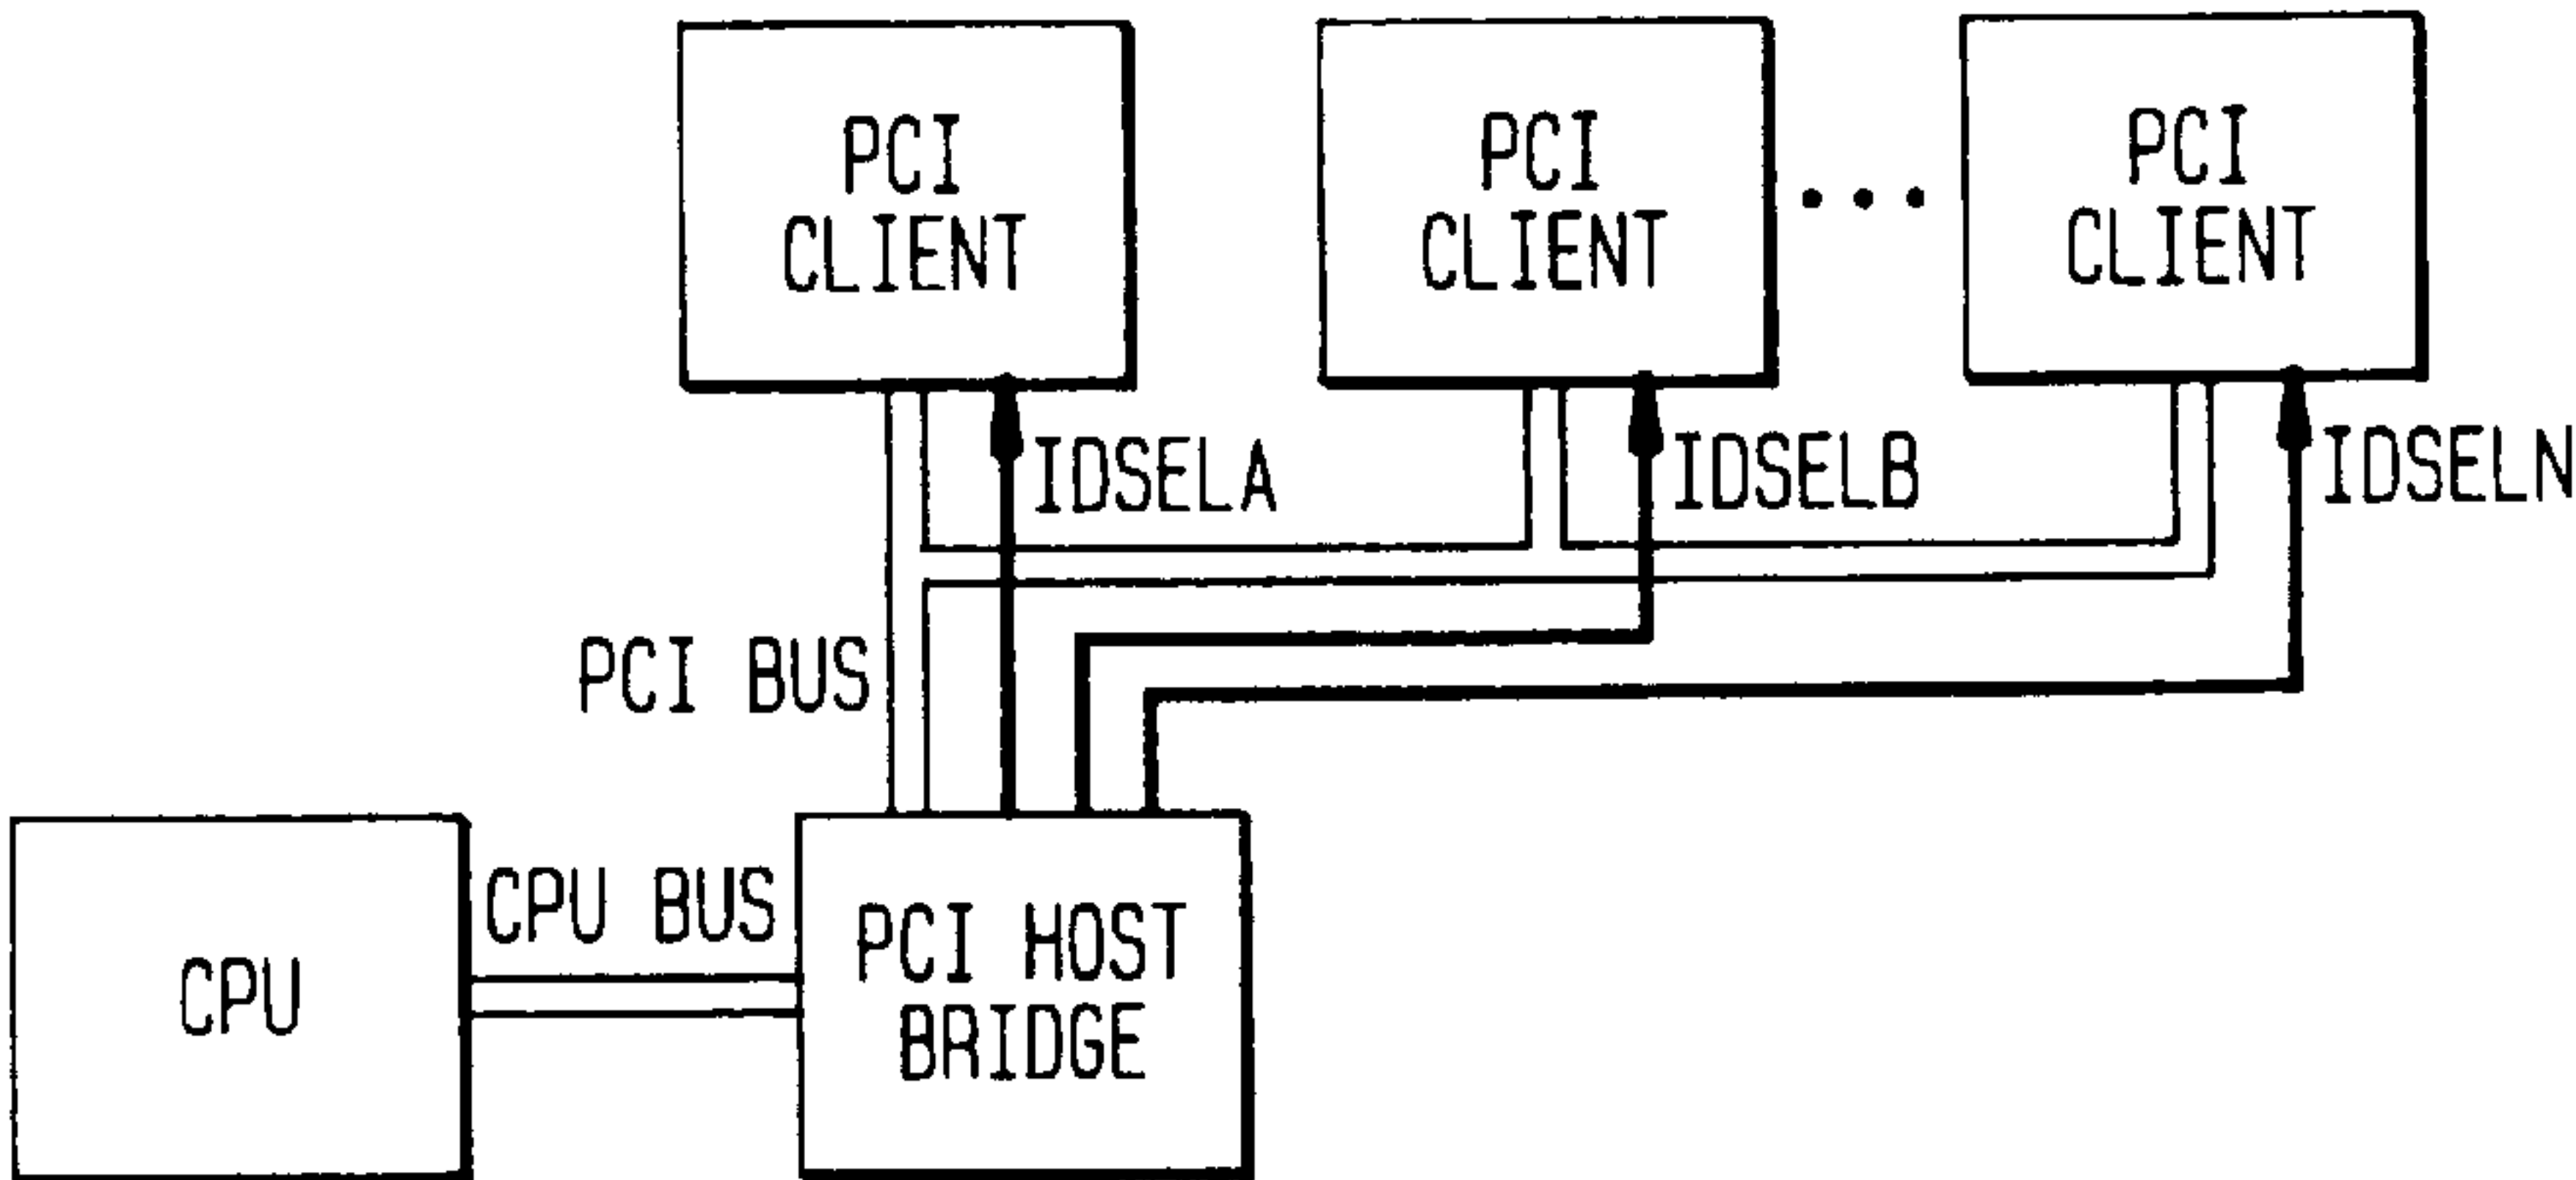 PCI
CLIENT
PCI
CLIENT
• • •
PCI
CLIENT
IDSELA
IDSELB
IDSELN
PCI BUS
CPU
CPU BUS
PCI HOST
BRIDGE